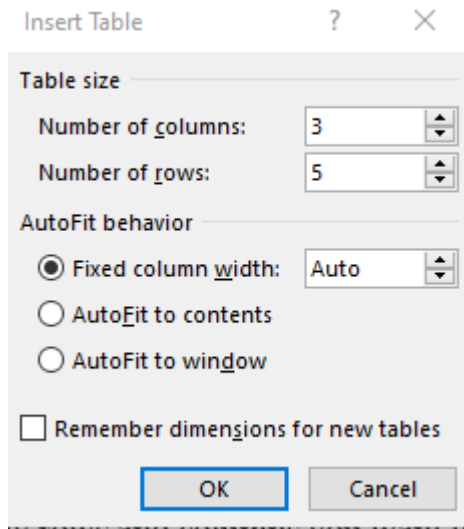 Insert Table ? ×
Table size
Number of columns: 3
Number of rows: 5
AutoFit behavior
Fixed column width: Auto
AutoFit to contents
AutoFit to window
Remember dimensions for new tables
OK Cancel